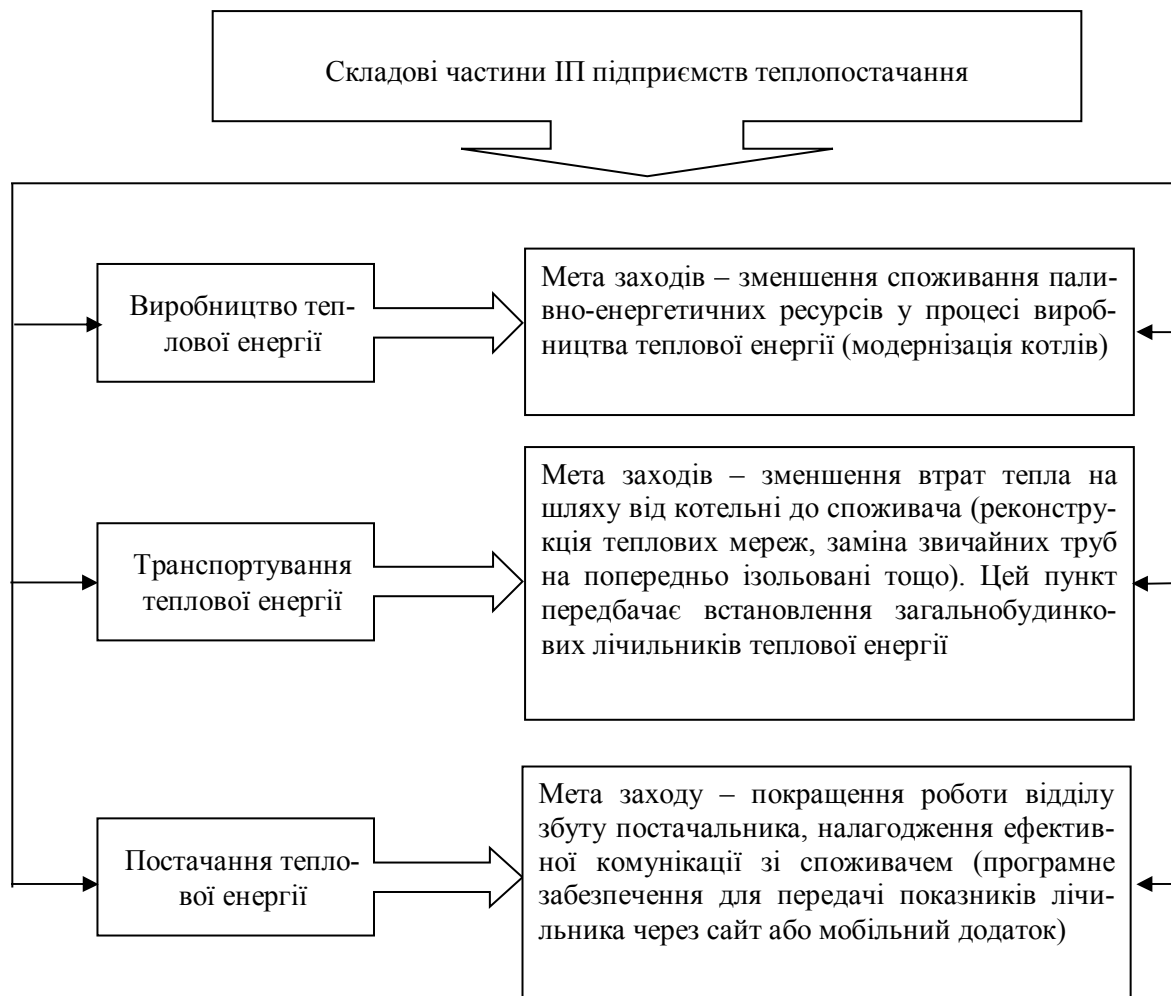 Складові частини ІП підприємств теплопостачання
Виробництво теп-
лової енергії
Мета заходів – зменшення споживання пали-
вно-енергетичних ресурсів у процесі вироб-
ництва теплової енергії (модернізація котлів)
Транспортування
теплової енергії
Мета заходів – зменшення втрат тепла на
шляху від котельні до споживача (реконстру-
кція теплових мереж, заміна звичайних труб
на попередньо ізольовані тощо). Цей пункт
передбачає встановлення загальнобудинко-
вих лічильників теплової енергії
Постачання тепло-
вої енергії
Мета заходу – покращення роботи відділу
збуту постачальника, налагодження ефектив-
ної комунікації зі споживачем (програмне
забезпечення для передачі показників лічи-
льника через сайт або мобільний додаток)